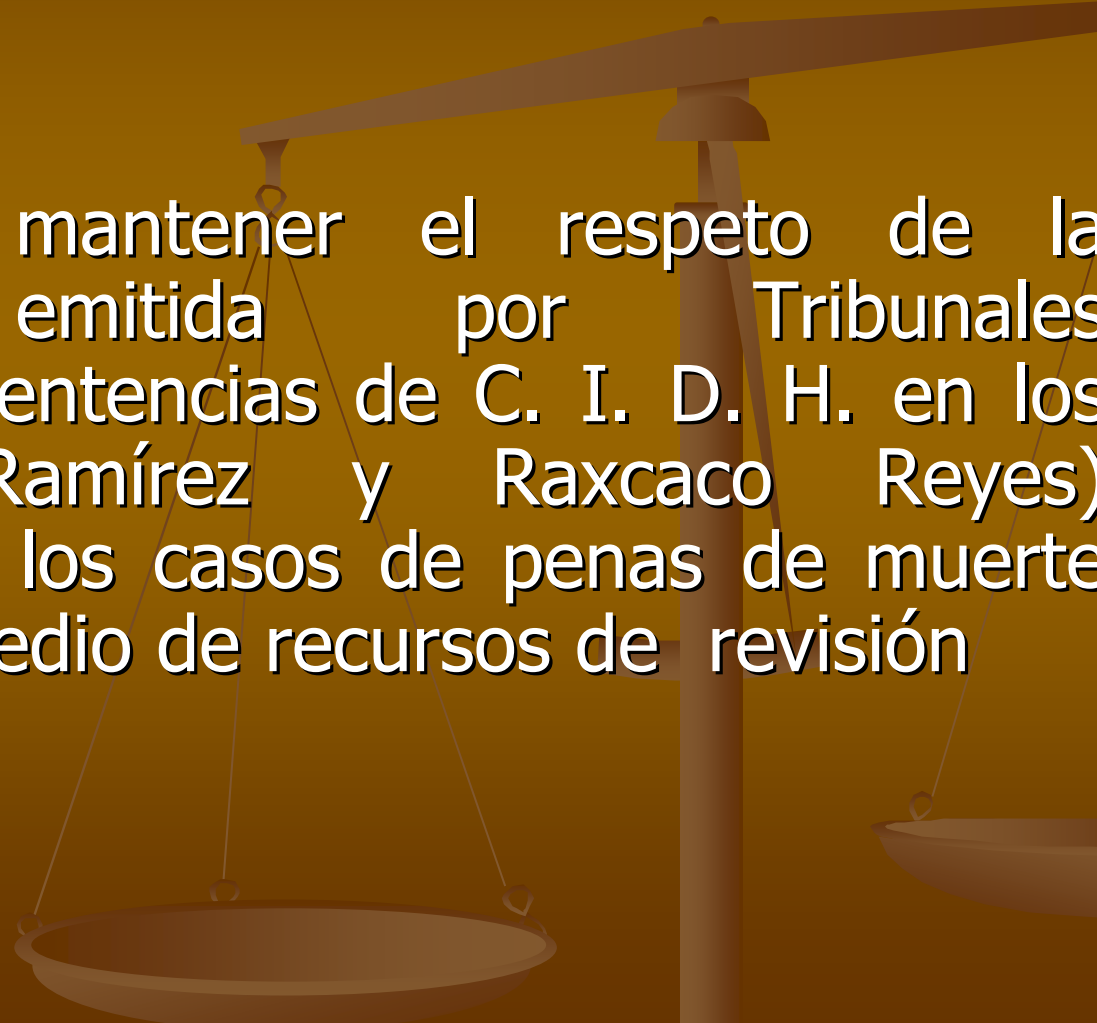 mantener el respeto de la
emitida por Tribunales
entencias de C. I. D. H. en los
Ramírez y Raxcaco Reyes)
los casos de penas de muerte
edio de recursos de revisión